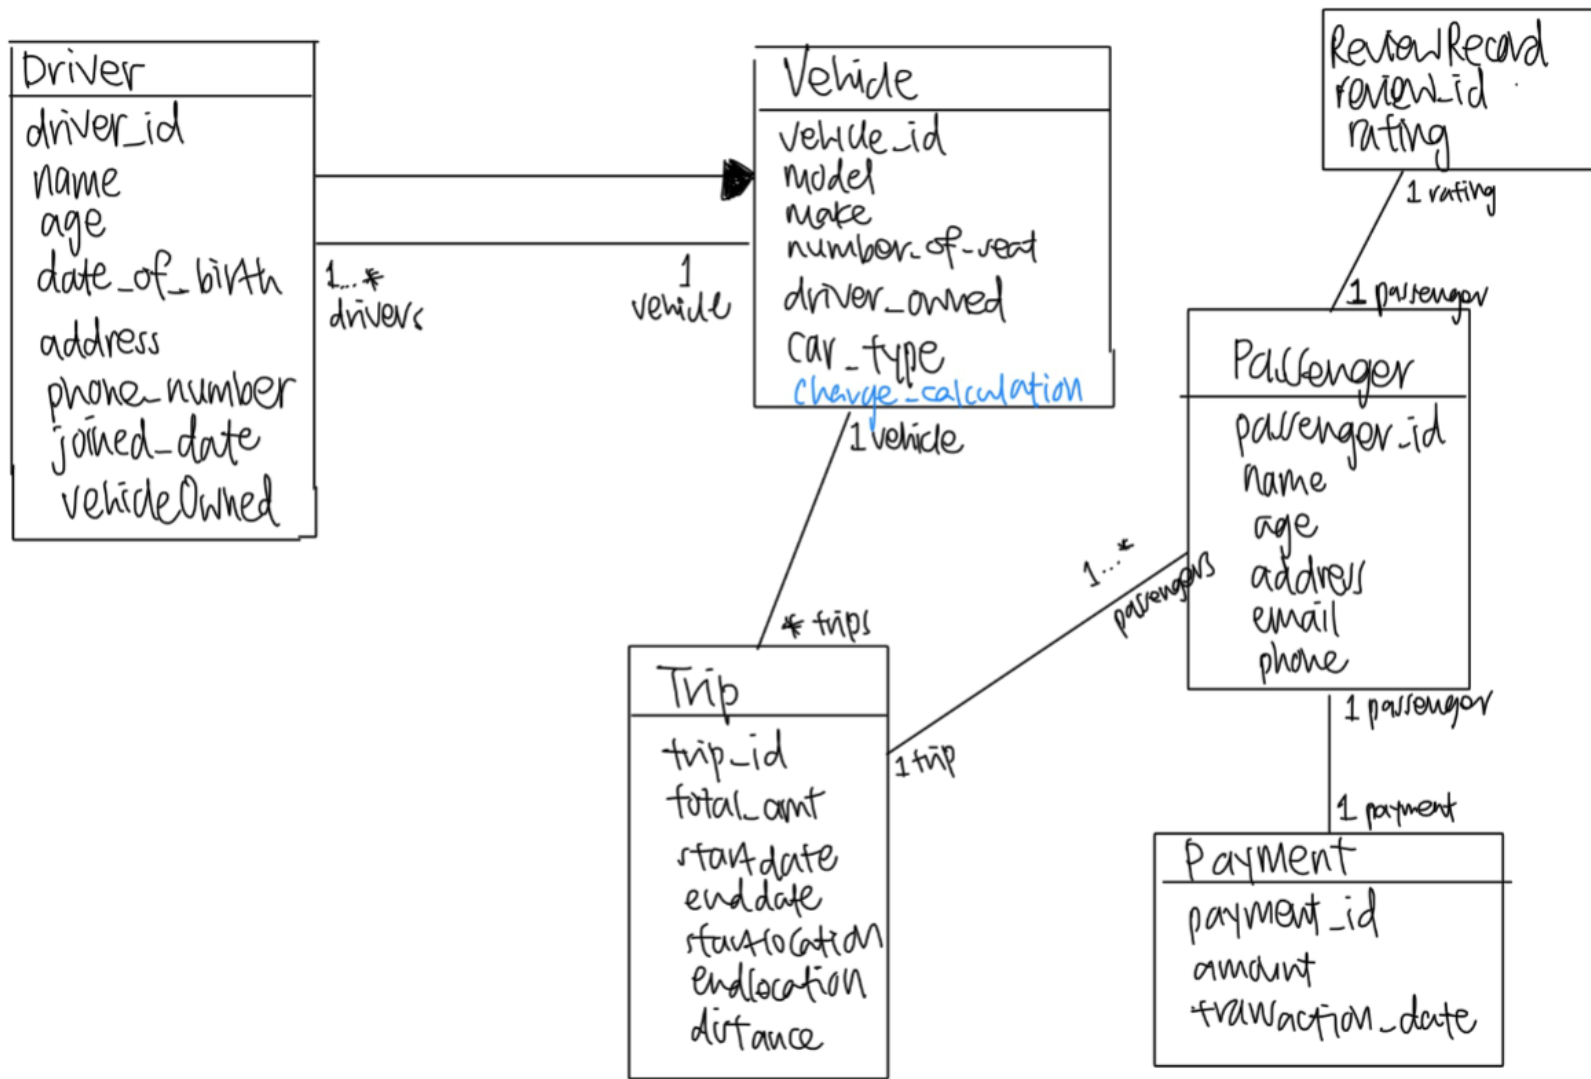 Driver
driver_id
name
age
date_of_birth
address
phone_number
joined_date
vehicleOwned
1...*
drivers
1
vehicle
Vehicle
vehicle_id
model
make
number_of_seat
driver_owned
car_type
charge_calculation
1 vehicle
* trips
Trip
trip_id
total_amt
startdate
enddate
startlocation
endlocation
distance
1 trip
1...*
passengers
ReviewRecord
review_id
rating
1 rating
1 passenger
Passenger
passenger_id
name
age
address
email
phone
1 passenger
1 payment
Payment
payment_id
amount
transaction_date